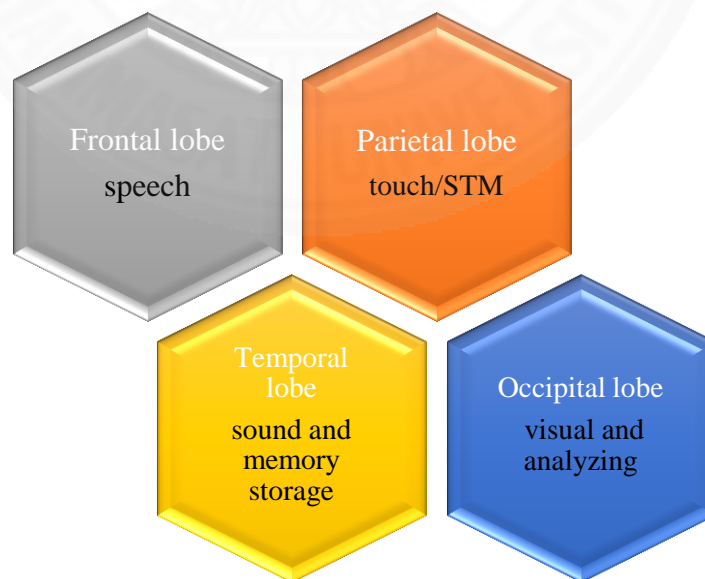 Frontal lobe
speech
Parietal lobe
touch/STM
Temporal
lobe
sound and
memory
storage
Occipital lobe
visual and
analyzing